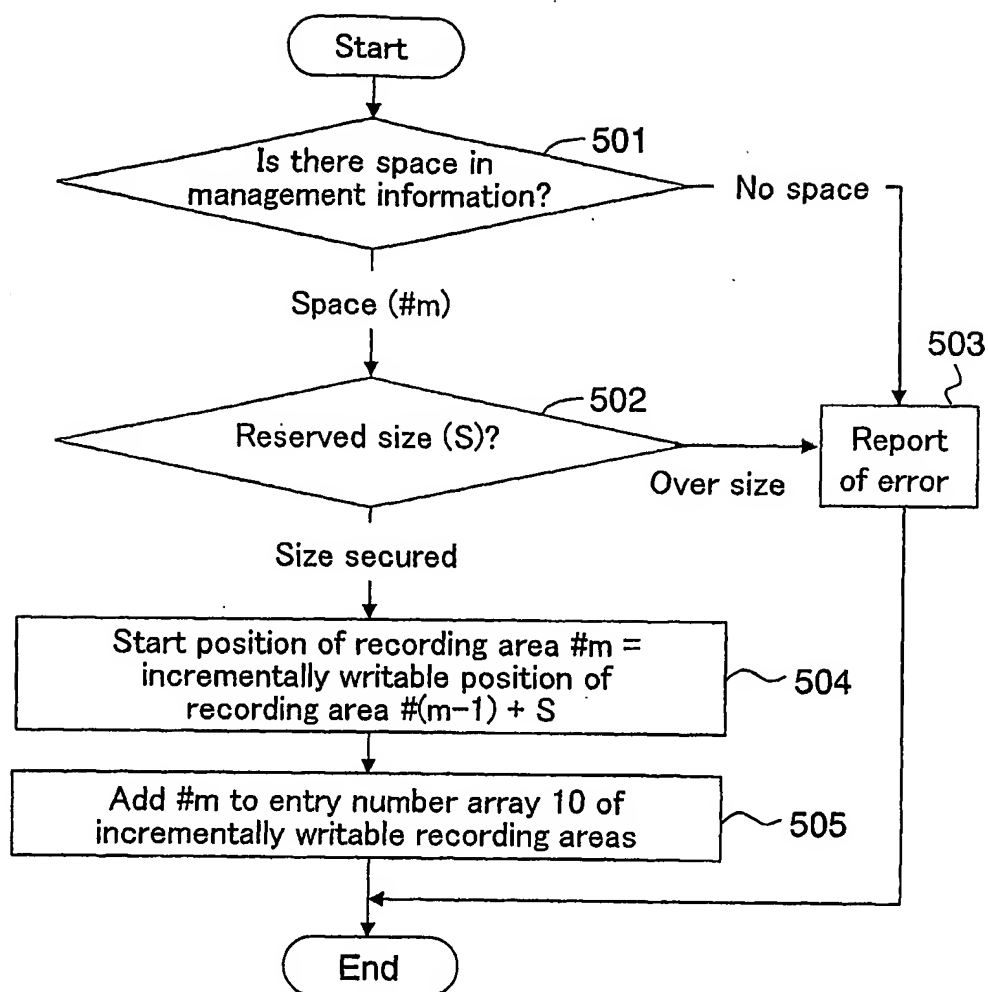 Start
501
Is there space in
management information?
No space
Space (#m)
503
502
Reserved size (S)?
Report
of error
Over size
Size secured
Start position of recording area #m =
incrementally writable position of
recording area #(m-1) + S
504
Add #m to entry number array 10 of
incrementally writable recording areas
505
End